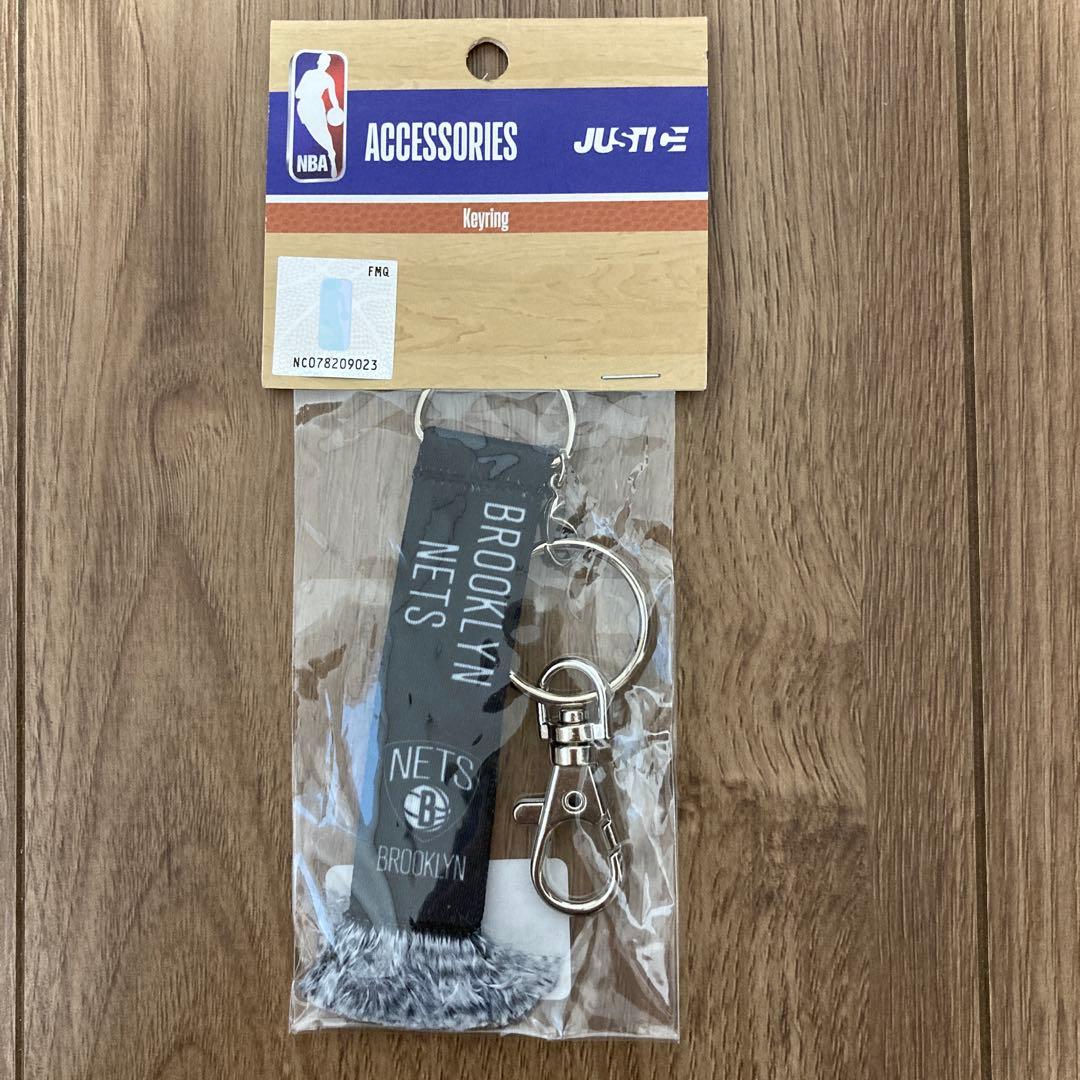 NBA
ACCESSORIES
JUSTICE
Keyring
FMQ
NC078209023
BROOKLYN
NETS
NETS
B
BROOKLYN